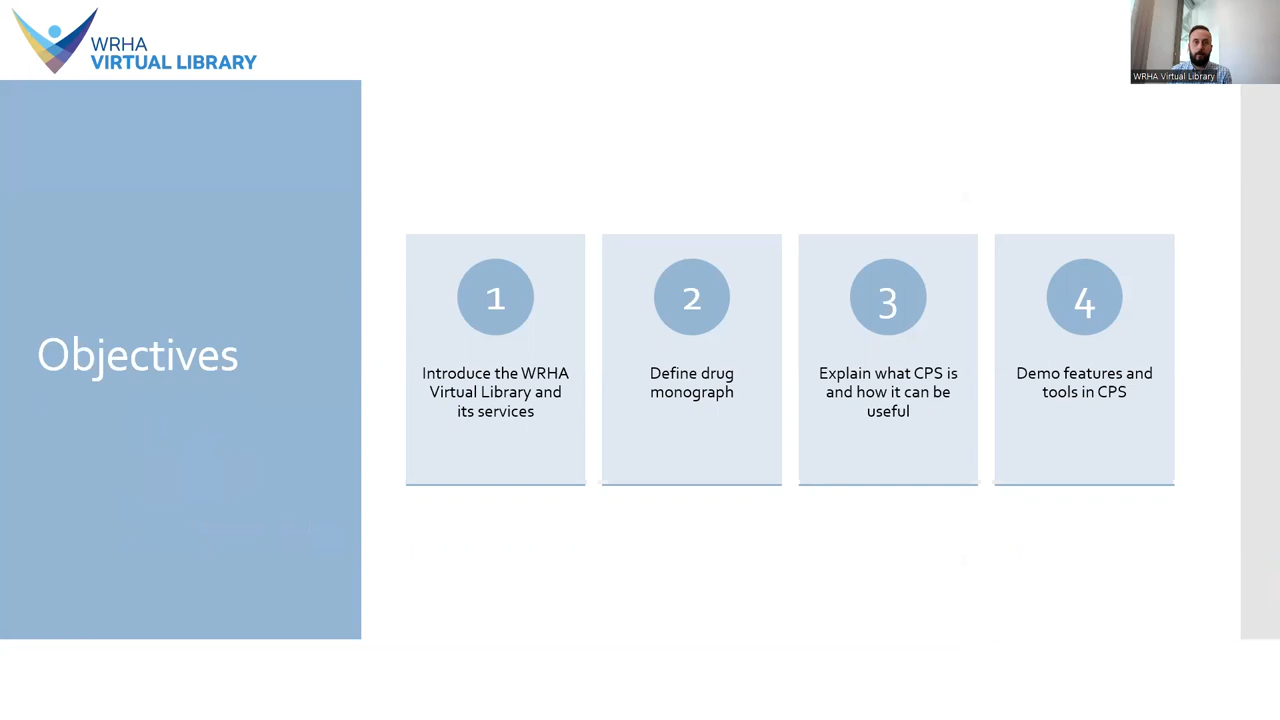 WRHA
VIRTUAL LIBRARY
WRHA Virtual Library
Objectives
1
Introduce the WRHA
Virtual Library and
its services
2
Define drug
monograph
3
Explain what CPS is
and how it can be
useful
4
Demo features and
tools in CPS